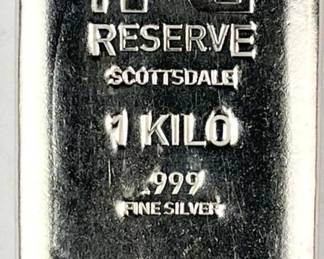 RESERVE
SCOTTSDALE
1 KILO
.999
FINE SILVER